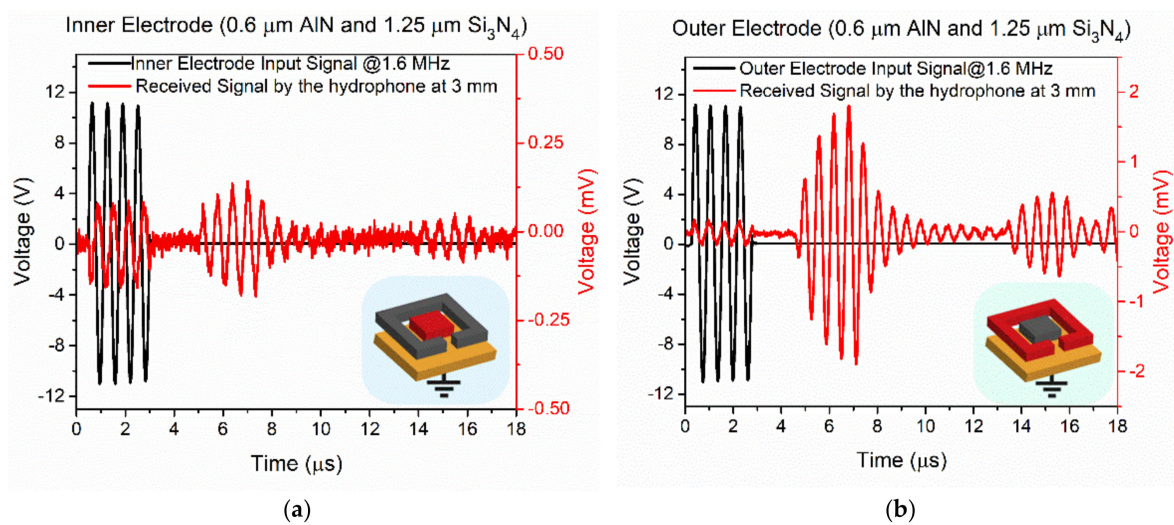 Inner Electrode (0.6 μm AlN and 1.25 μm Si₃N₄)
Inner Electrode Input Signal @1.6 MHz
Received Signal by the hydrophone at 3 mm
Voltage (V)
12
8
4
0
-4
-8
-12
0.50
0.25
0.00
-0.25
-0.50
Voltage (mV)
0 2 4 6 8 10 12 14 16 18
Time (μs)
(a)
Outer Electrode (0.6 μm AlN and 1.25 μm Si₃N₄)
Outer Electrode Input Signal@1.6 MHz
Received Signal by the hydrophone at 3 mm
Voltage (V)
12
8
4
0
-4
-8
-12
2
1
0
-1
-2
Voltage (mV)
0 2 4 6 8 10 12 14 16 18
Time (μs)
(b)